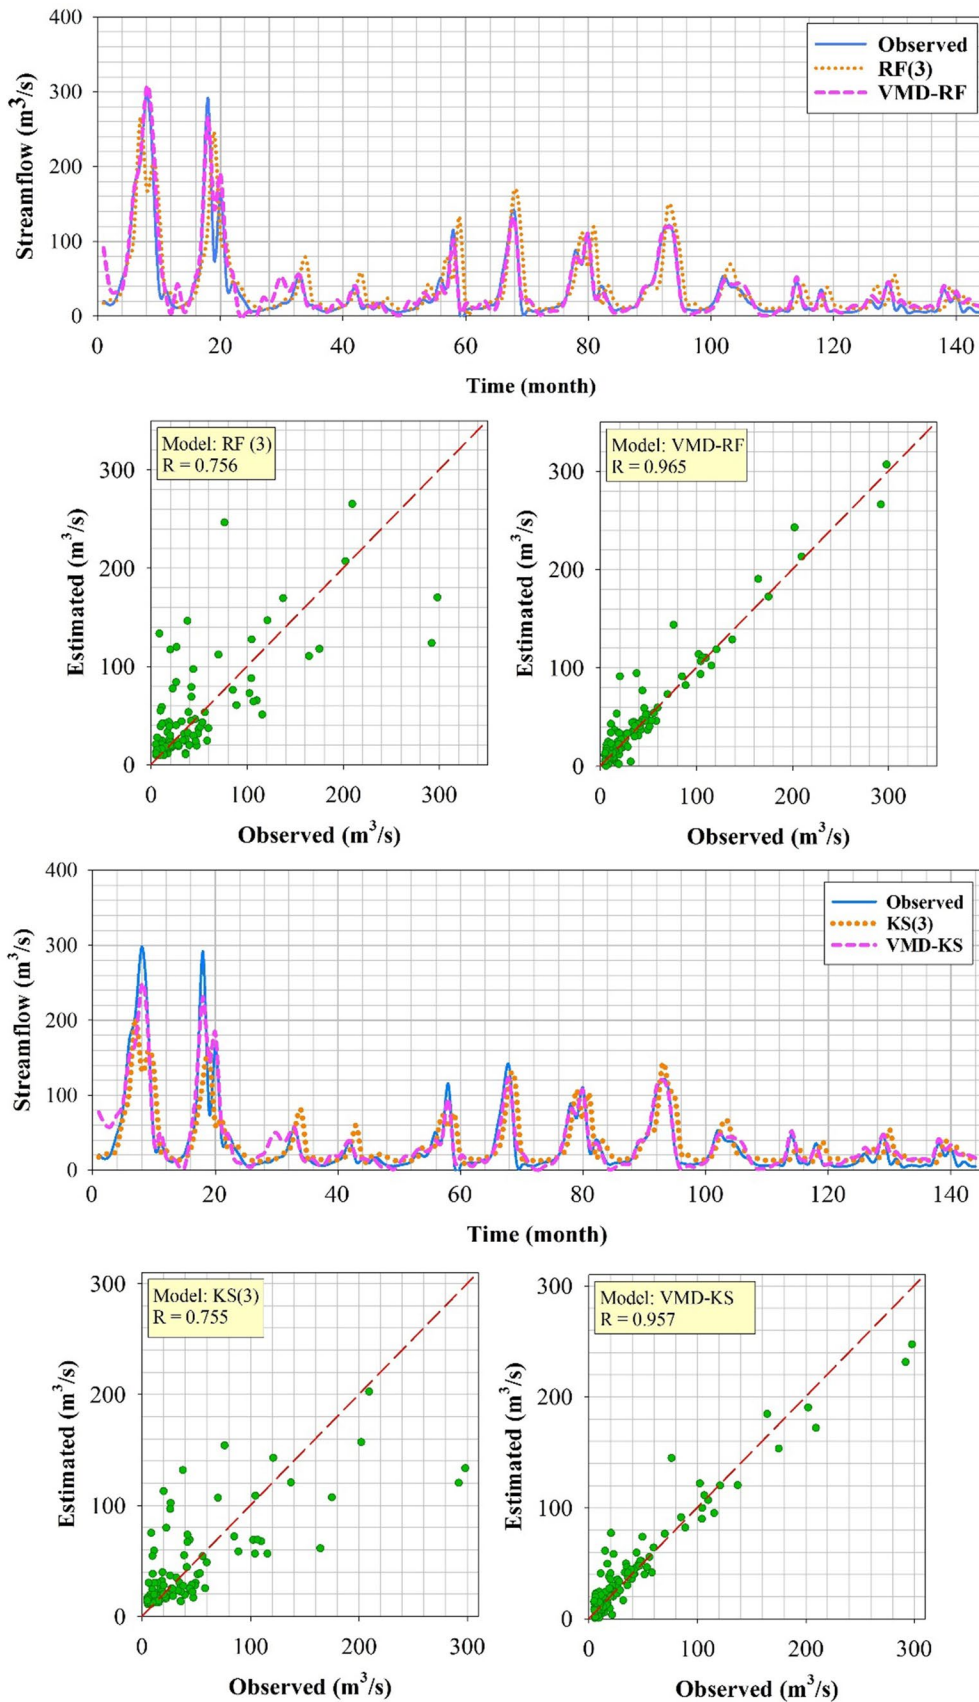 400
300
200
100
0
Streamflow (m³/s)
Observed
RF(3)
VMD-RF
0 20 40 60 80 100 120 140
Time (month)
Model: RF (3)
R = 0.756
300
200
100
0
Estimated (m³/s)
0 100 200 300
Observed (m³/s)
Model: VMD-RF
R = 0.965
300
200
100
0
Estimated (m³/s)
0 100 200 300
Observed (m³/s)
400
300
200
100
0
Streamflow (m³/s)
Observed
KS(3)
VMD-KS
0 20 40 60 80 100 120 140
Time (month)
Model: KS(3)
R = 0.755
300
200
100
0
Estimated (m³/s)
0 100 200 300
Observed (m³/s)
Model: VMD-KS
R = 0.957
300
200
100
0
Estimated (m³/s)
0 100 200 300
Observed (m³/s)